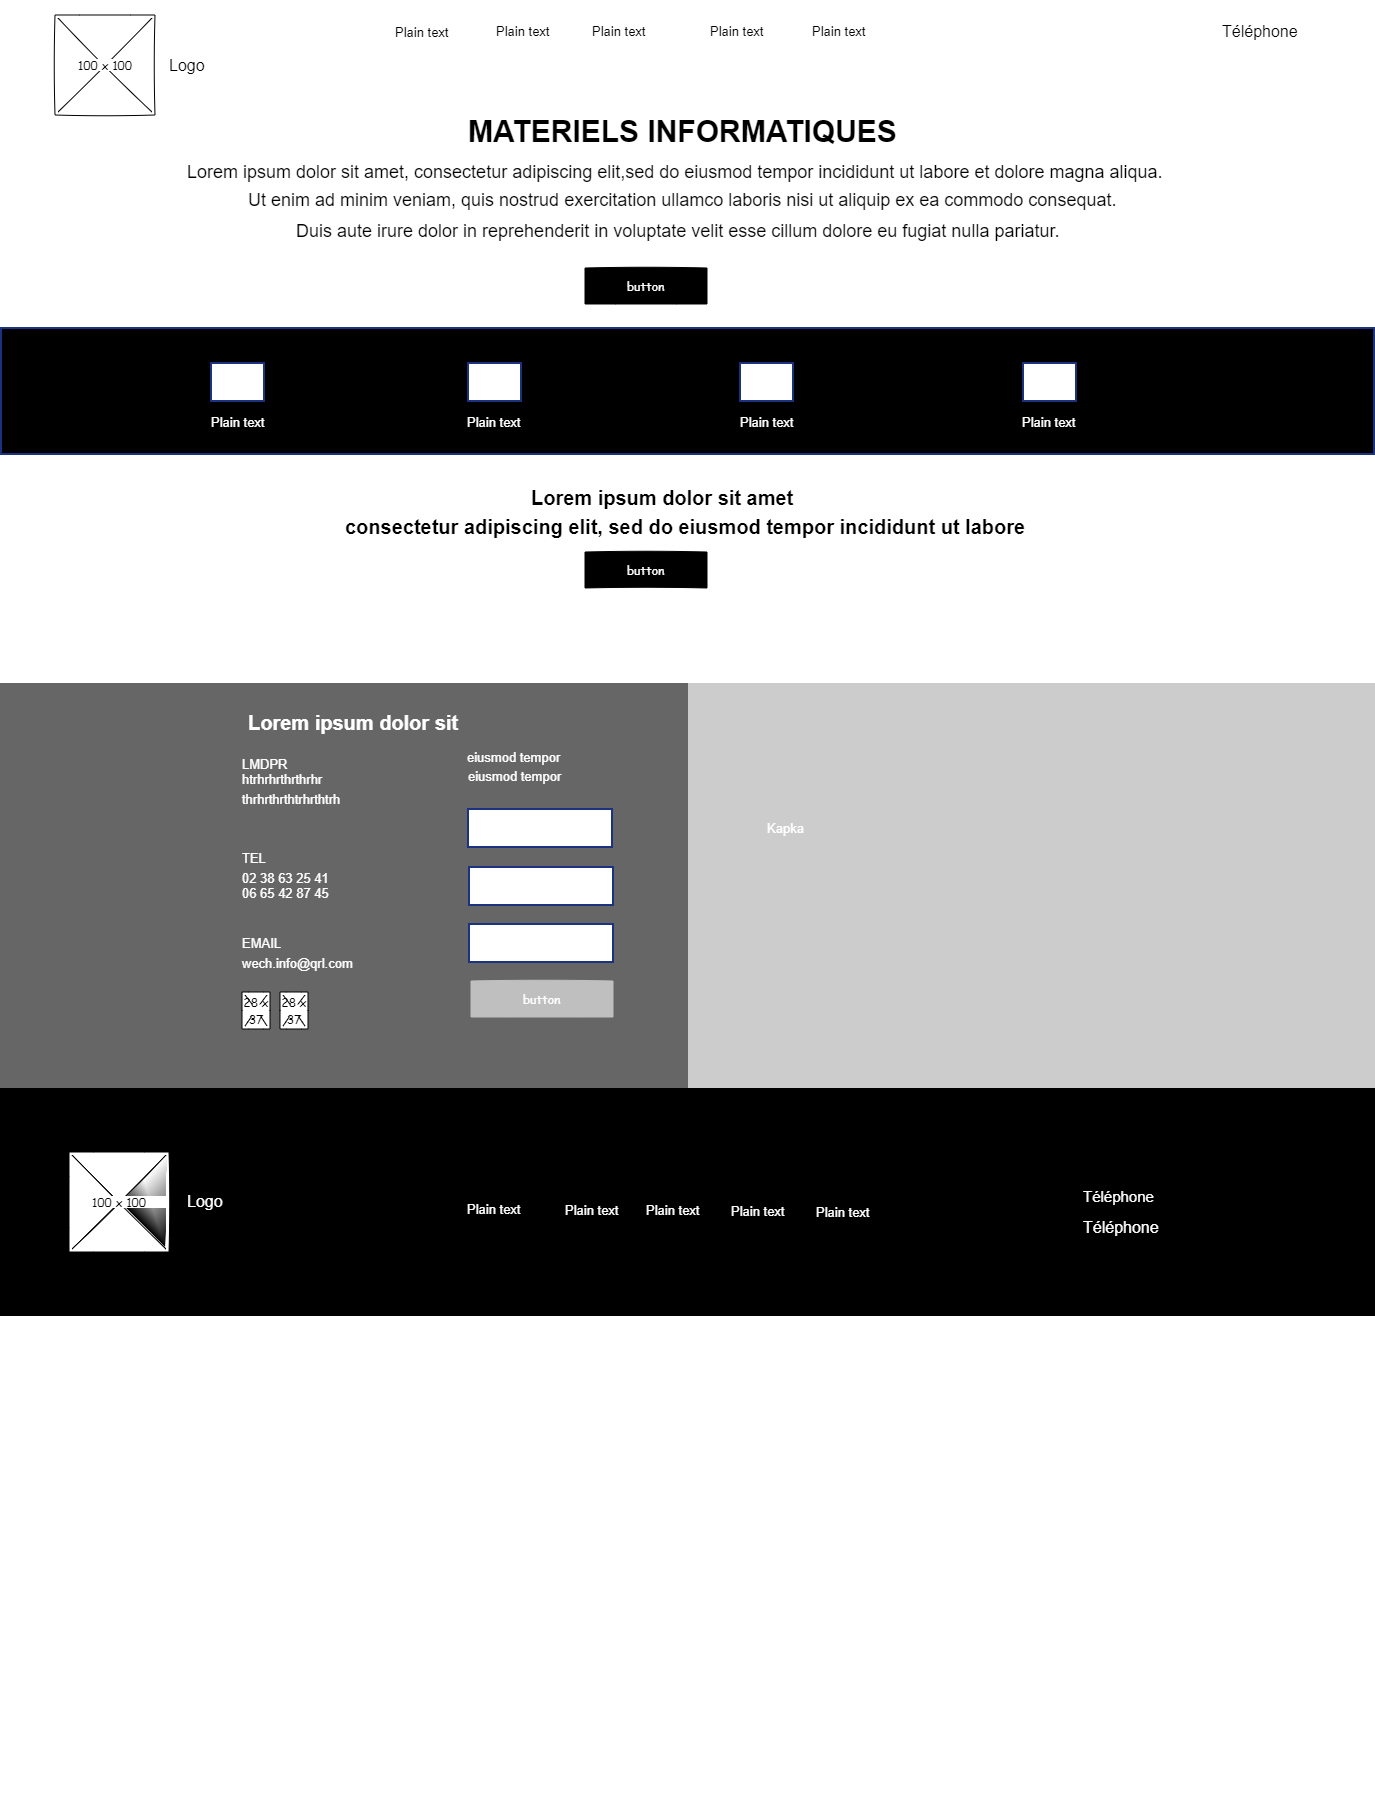 Plain text Plain text Plain text Plain text Plain text Téléphone
100 x 100 Logo
MATERIELS INFORMATIQUES
Lorem ipsum dolor sit amet, consectetur adipiscing elit,sed do eiusmod tempor incididunt ut labore et dolore magna aliqua.
Ut enim ad minim veniam, quis nostrud exercitation ullamco laboris nisi ut aliquip ex ea commodo consequat.
Duis aute irure dolor in reprehenderit in voluptate velit esse cillum dolore eu fugiat nulla pariatur.
button
Plain text Plain text Plain text Plain text
Lorem ipsum dolor sit amet
consectetur adipiscing elit, sed do eiusmod tempor incididunt ut labore
button
Lorem ipsum dolor sit
LMDPR
htrhrhrthrthrhr
thrhrthrthtrhrthtrh
TEL
02 38 63 25 41
06 65 42 87 45
EMAIL
wech.info@qrl.com
28 x 28 x
37 37
eiusmod tempor
eiusmod tempor
button
Kapka
100 x 100 Logo
Plain text Plain text Plain text Plain text Plain text
Téléphone
Téléphone